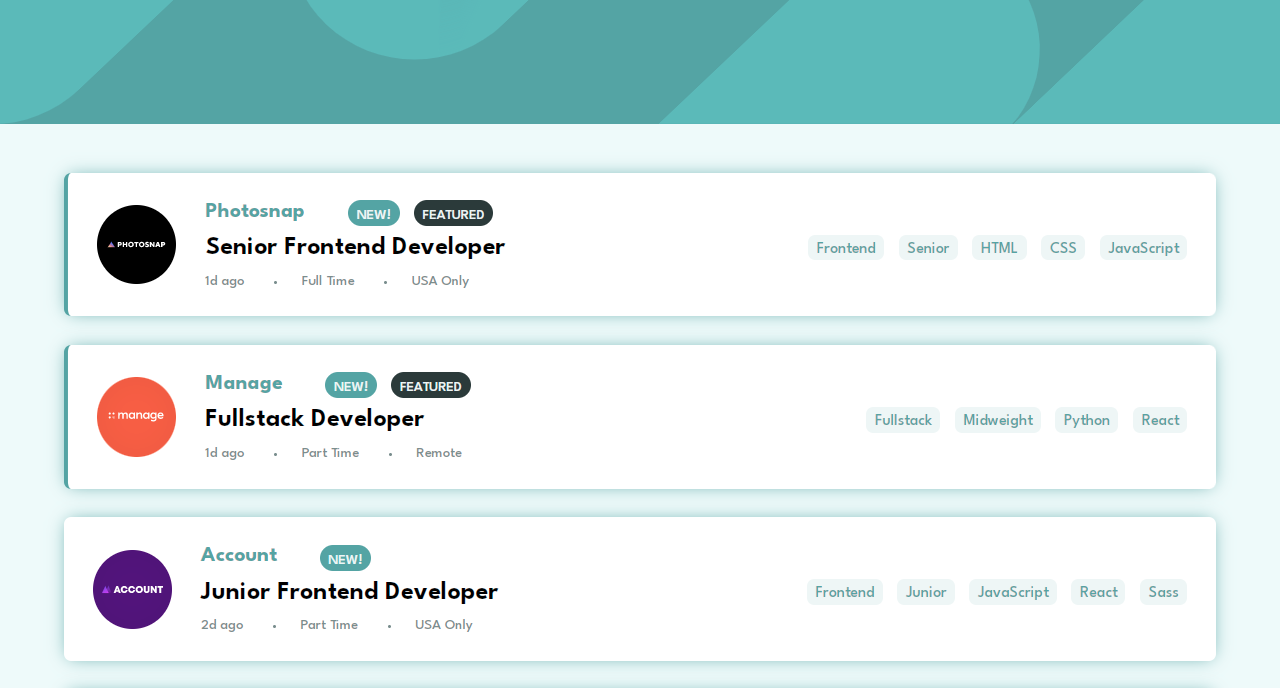 Photosnap NEW! FEATURED
PHOTOSNAP
Senior Frontend Developer
1d ago • Full Time • USA Only
Frontend Senior HTML CSS JavaScript
Manage NEW! FEATURED
manage
Fullstack Developer
1d ago • Part Time • Remote
Fullstack Midweight Python React
Account NEW!
ACCOUNT
Junior Frontend Developer
2d ago • Part Time • USA Only
Frontend Junior JavaScript React Sass